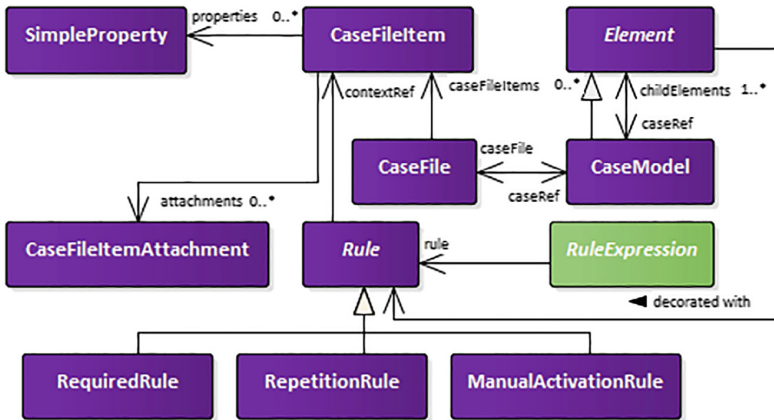 properties 0..*
SimpleProperty
CaseFileItem
Element
contextRef
caseFileItems 0..*
childElements 1..*
caseRef
caseFile
CaseFile
CaseModel
caseRef
attachments 0..*
CaseFileItemAttachment
Rule
rule
RuleExpression
decorated with
RequiredRule
RepetitionRule
ManualActivationRule